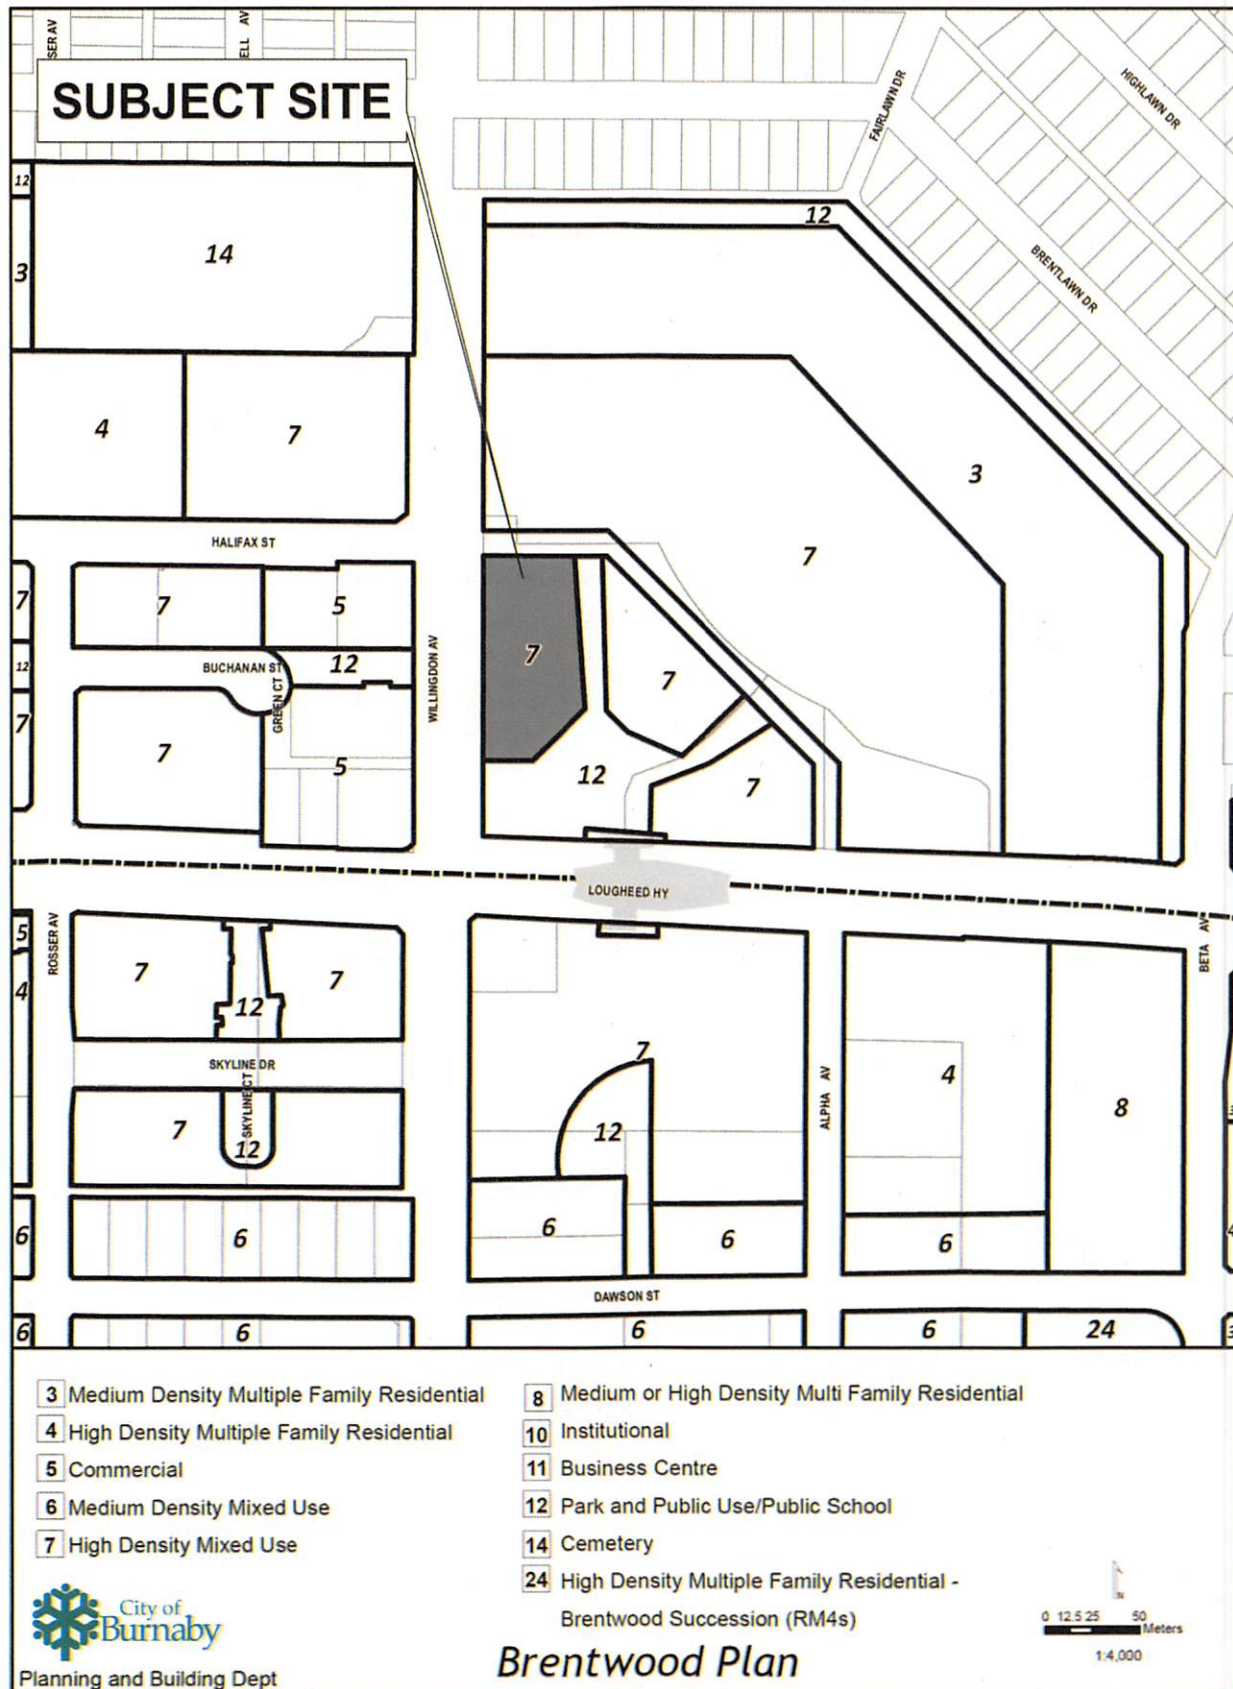 SER AV
ELL AV
SUBJECT SITE
FAIRLAWN DR
HIGHLAWN DR
BRENTLAWN DR
12
12
14
3
4
7
3
HALIFAX ST
7
7
7
5
12
BUCHANAN ST
12
7
7
WILLINGDON AV
GREEN CT
7
7
5
12
7
LOUGHEED HY
5
ROSSER AV
4
7
12
7
BETA AV
SKYLINE DR
7
ALPHA AV
4
8
7
SKYLINE CT
12
12
6
6
6
6
6
DAWSON ST
6
6
6
6
24
3 Medium Density Multiple Family Residential
4 High Density Multiple Family Residential
5 Commercial
6 Medium Density Mixed Use
7 High Density Mixed Use
8 Medium or High Density Multi Family Residential
10 Institutional
11 Business Centre
12 Park and Public Use/Public School
14 Cemetery
24 High Density Multiple Family Residential -
Brentwood Succession (RM4s)
City of
Burnaby
Planning and Building Dept
Brentwood Plan
N
0 12.5 25 50
Meters
1:4,000